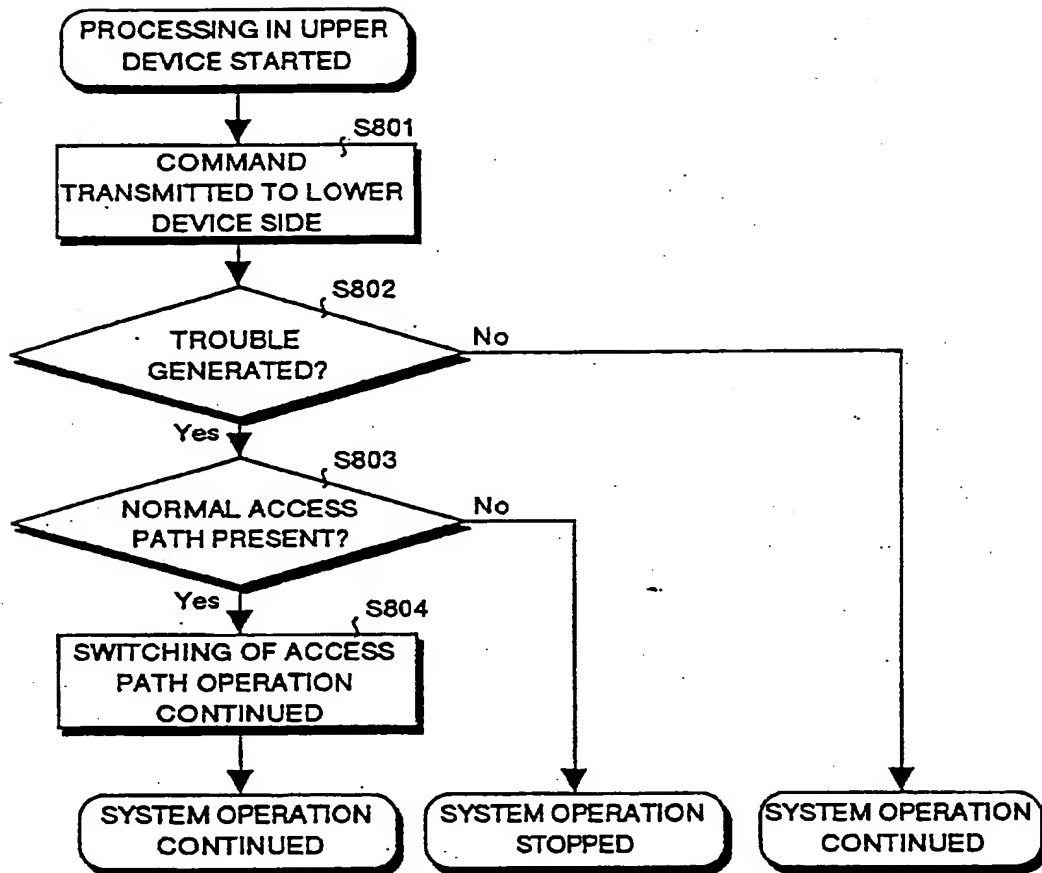 PROCESSING IN UPPER
DEVICE STARTED
S801
COMMAND
TRANSMITTED TO LOWER
DEVICE SIDE
S802
TROUBLE
GENERATED?
No
Yes
S803
NORMAL ACCESS
PATH PRESENT?
No
Yes
S804
SWITCHING OF ACCESS
PATH OPERATION
CONTINUED
SYSTEM OPERATION
CONTINUED
SYSTEM OPERATION
STOPPED
SYSTEM OPERATION
CONTINUED